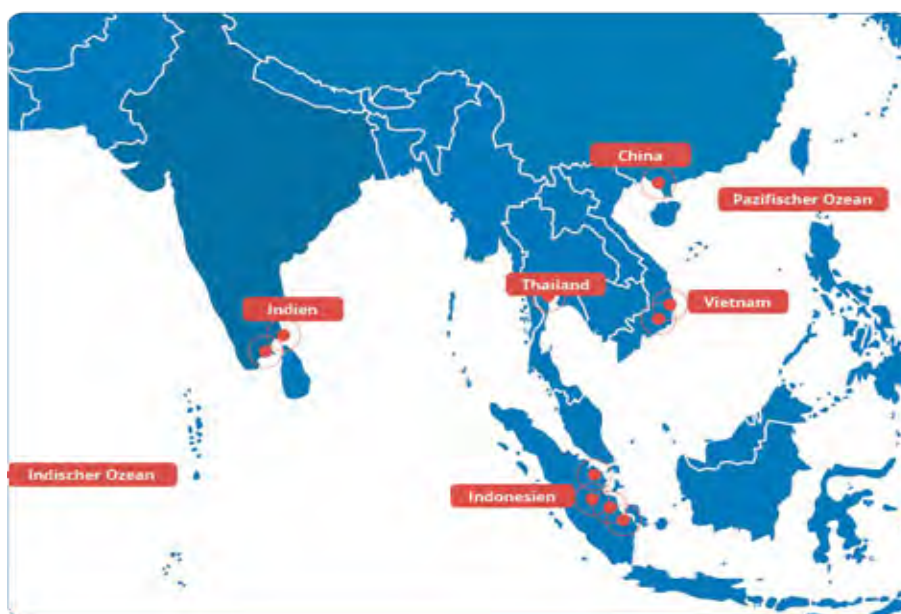 China
Pazifischer Ozean
Thailand
Vietnam
Indien
Indischer Ozean
Indonesien